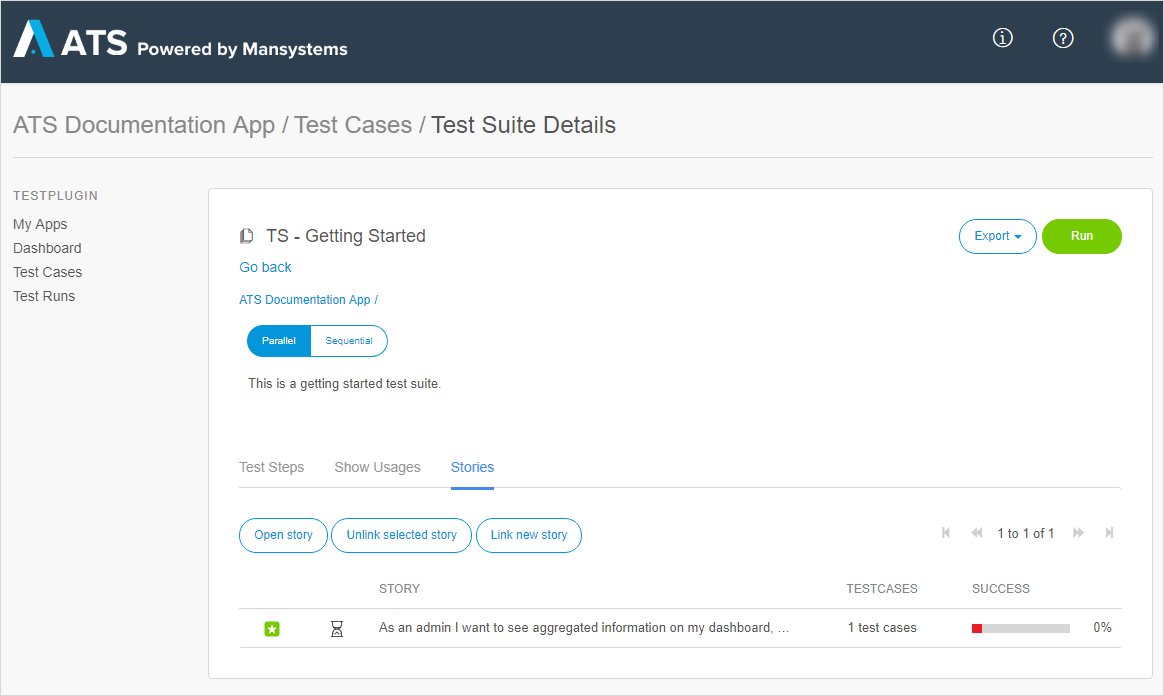 ATS Powered by Mansystems
ATS Documentation App / Test Cases / Test Suite Details
TESTPLUGIN
My Apps
Dashboard
Test Cases
Test Runs
TS - Getting Started
Export
Run
Go back
ATS Documentation App /
Parallel
Sequential
This is a getting started test suite.
Test Steps
Show Usages
Stories
Open story
Unlink selected story
Link new story
1 to 1 of 1
STORY
TESTCASES
SUCCESS
As an admin I want to see aggregated information on my dashboard, ...
1 test cases
0%